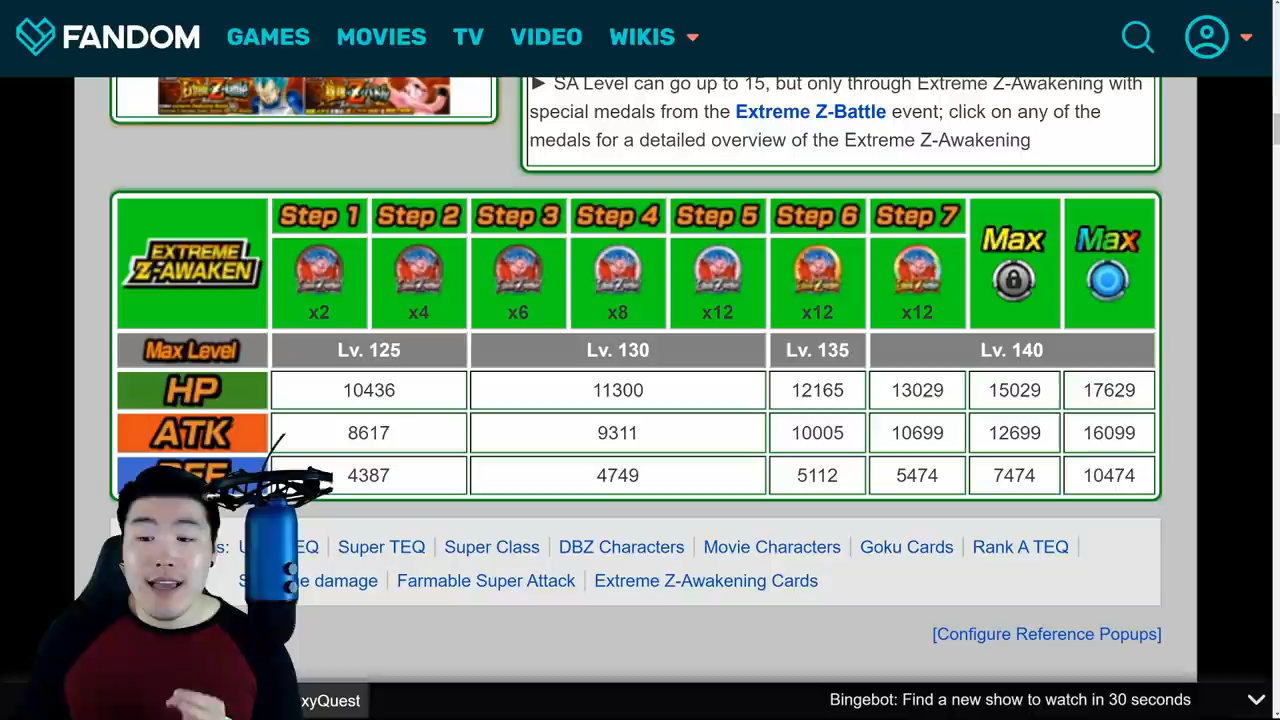 FANDOM GAMES MOVIES TV VIDEO WIKIS
► SA Level can go up to 15, but only through Extreme Z-Awakening with
special medals from the Extreme Z-Battle event; click on any of the
medals for a detailed overview of the Extreme Z-Awakening
EXTREME Z-AWAKEN Step 1 Step 2 Step 3 Step 4 Step 5 Step 6 Step 7 Max Max
x2 x4 x6 x8 x12 x12 x12
Max Level Lv. 125 Lv. 130 Lv. 135 Lv. 140
HP 10436 11300 12165 13029 15029 17629
ATK 8617 9311 10005 10699 12699 16099
4387 4749 5112 5474 7474 10474
Super TEQ Super Class DBZ Characters Movie Characters Goku Cards Rank A TEQ
damage Farmable Super Attack Extreme Z-Awakening Cards
[Configure Reference Popups]
xyQuest Bingebot: Find a new show to watch in 30 seconds